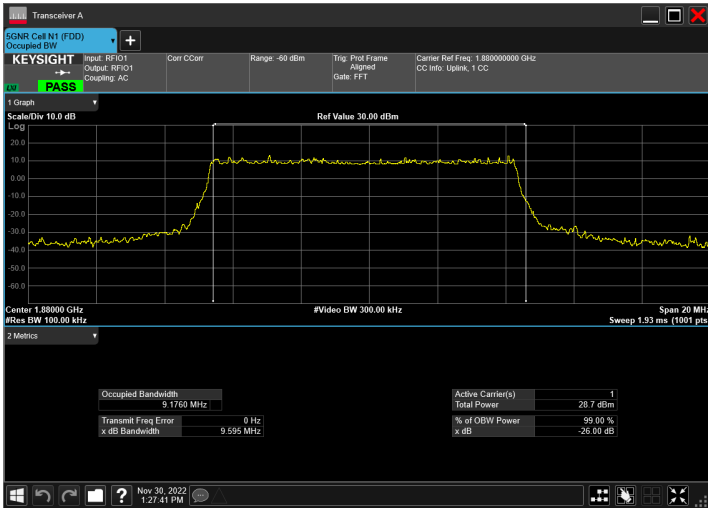 Transceiver A
5GNR Cell N1 (FDD)
Occupied BW
+
KEYSIGHT
LXI
PASS
Input: RFIO1
Output: RFIO1
Coupling: AC
Corr CCorr
Range: -60 dBm
Trig: Prot Frame
Aligned
Gate: FFT
Carrier Ref Freq: 1.880000000 GHz
CC Info: Uplink, 1 CC
1 Graph
Scale/Div 10.0 dB
Ref Value 30.00 dBm
Log
20.0
10.0
0.00
-10.0
-20.0
-30.0
-40.0
-50.0
-60.0
Center 1.88000 GHz
#Video BW 300.00 kHz
Span 20 MHz
#Res BW 100.00 kHz
Sweep 1.93 ms (1001 pts)
2 Metrics
Occupied Bandwidth
9.1760 MHz
Transmit Freq Error 0 Hz
x dB Bandwidth 9.595 MHz
Active Carrier(s) 1
Total Power 28.7 dBm
% of OBW Power 99.00 %
x dB -26.00 dB
?
Nov 30, 2022
1:27:41 PM